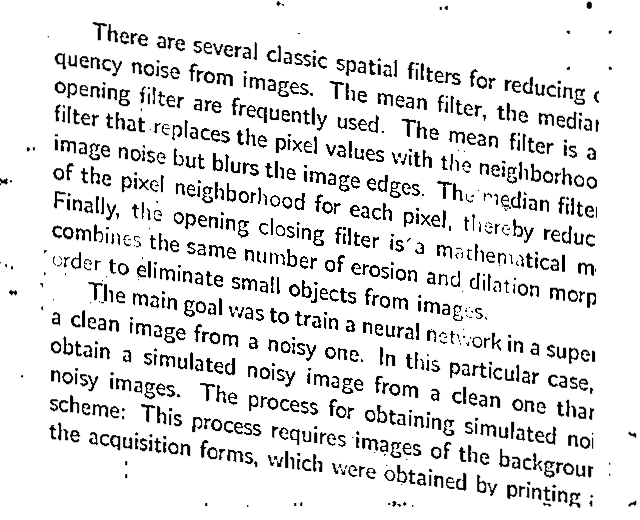 There are several classic spatial filters for reducing
quency noise from images. The mean filter, the median
opening filter are frequently used. The mean filter is a
filter that replaces the pixel values with the neighborhoo
image noise but blurs the image edges. The median filter
of the pixel neighborhood for each pixel, thereby reduc
Finally, the opening closing filter is a mathematical m
combines the same number of erosion and dilation morp
order to eliminate small objects from images.
The main goal was to train a neural network in a super
a clean image from a noisy one. In this particular case,
obtain a simulated noisy image from a clean one than
noisy images. The process for obtaining simulated noi
scheme: This process requires images of the backgroun
the acquisition forms, which were obtained by printing